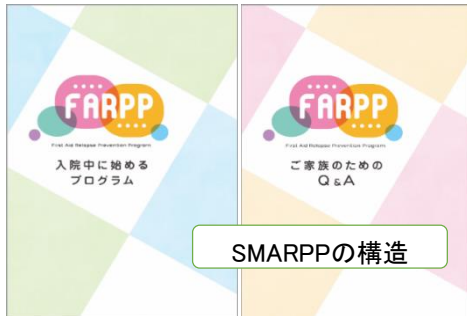 FARPP
First Aid Relapse Prevention Program
入院中に始める
プログラム
FARPP
First Aid Relapse Prevention Program
ご家族のための
Q&A
SMARPPの構造